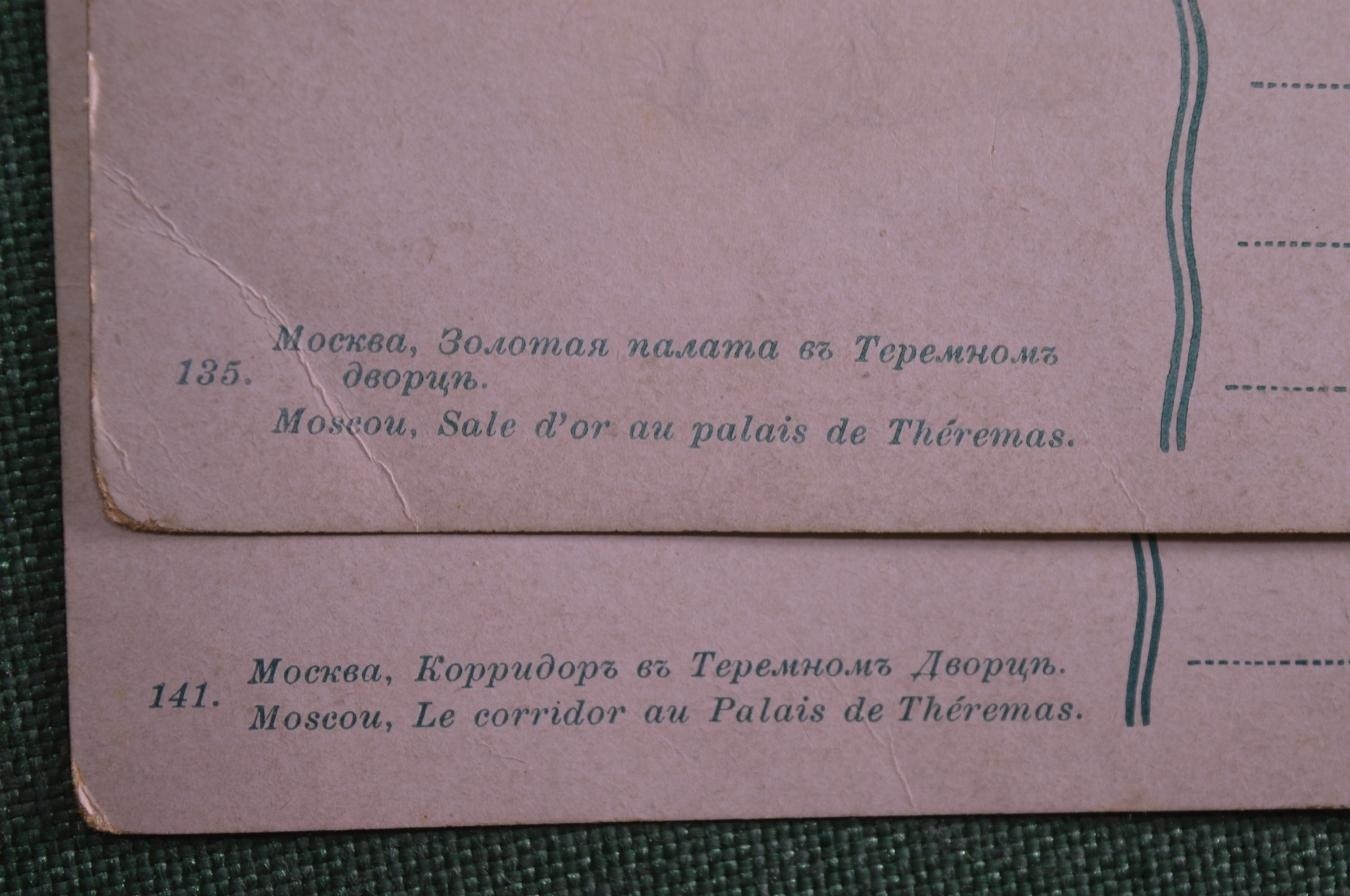 Москва, Золотая палата въ Теремномъ
135. дворцѣ.
Moscou, Sale d'or au palais de Théremas.
Москва, Корридоръ въ Теремномъ Дворцѣ.
141.
Moscou, Le corridor au Palais de Théremas.